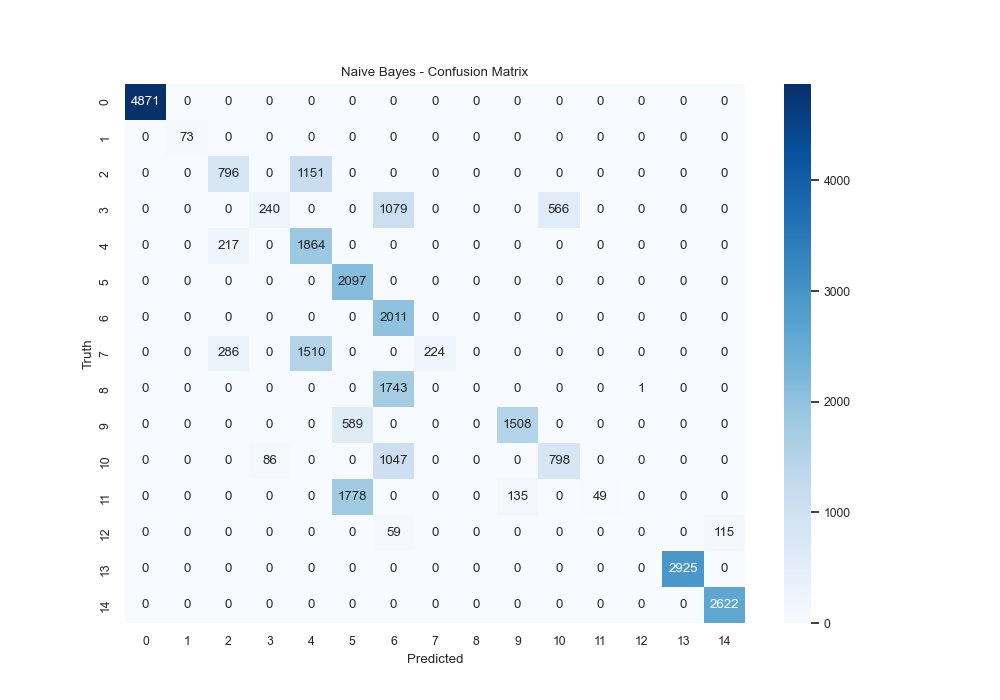 Naive Bayes - Confusion Matrix
0 4871 0 0 0 0 0 0 0 0 0 0 0 0 0 0
1 0 73 0 0 0 0 0 0 0 0 0 0 0 0 0
2 0 0 796 0 1151 0 0 0 0 0 0 0 0 0 0
3 0 0 0 240 0 0 1079 0 0 0 566 0 0 0 0
4 0 0 217 0 1864 0 0 0 0 0 0 0 0 0 0
5 0 0 0 0 0 2097 0 0 0 0 0 0 0 0 0
6 0 0 0 0 0 0 2011 0 0 0 0 0 0 0 0
7 0 0 286 0 1510 0 0 224 0 0 0 0 0 0 0
8 0 0 0 0 0 0 1743 0 0 0 0 0 1 0 0
9 0 0 0 0 0 589 0 0 0 1508 0 0 0 0 0
10 0 0 0 86 0 0 1047 0 0 0 798 0 0 0 0
11 0 0 0 0 0 1778 0 0 0 135 0 49 0 0 0
12 0 0 0 0 0 0 59 0 0 0 0 0 0 0 115
13 0 0 0 0 0 0 0 0 0 0 0 0 0 2925 0
14 0 0 0 0 0 0 0 0 0 0 0 0 0 0 2622
0 1 2 3 4 5 6 7 8 9 10 11 12 13 14
Predicted
Truth
4000
3000
2000
1000
0